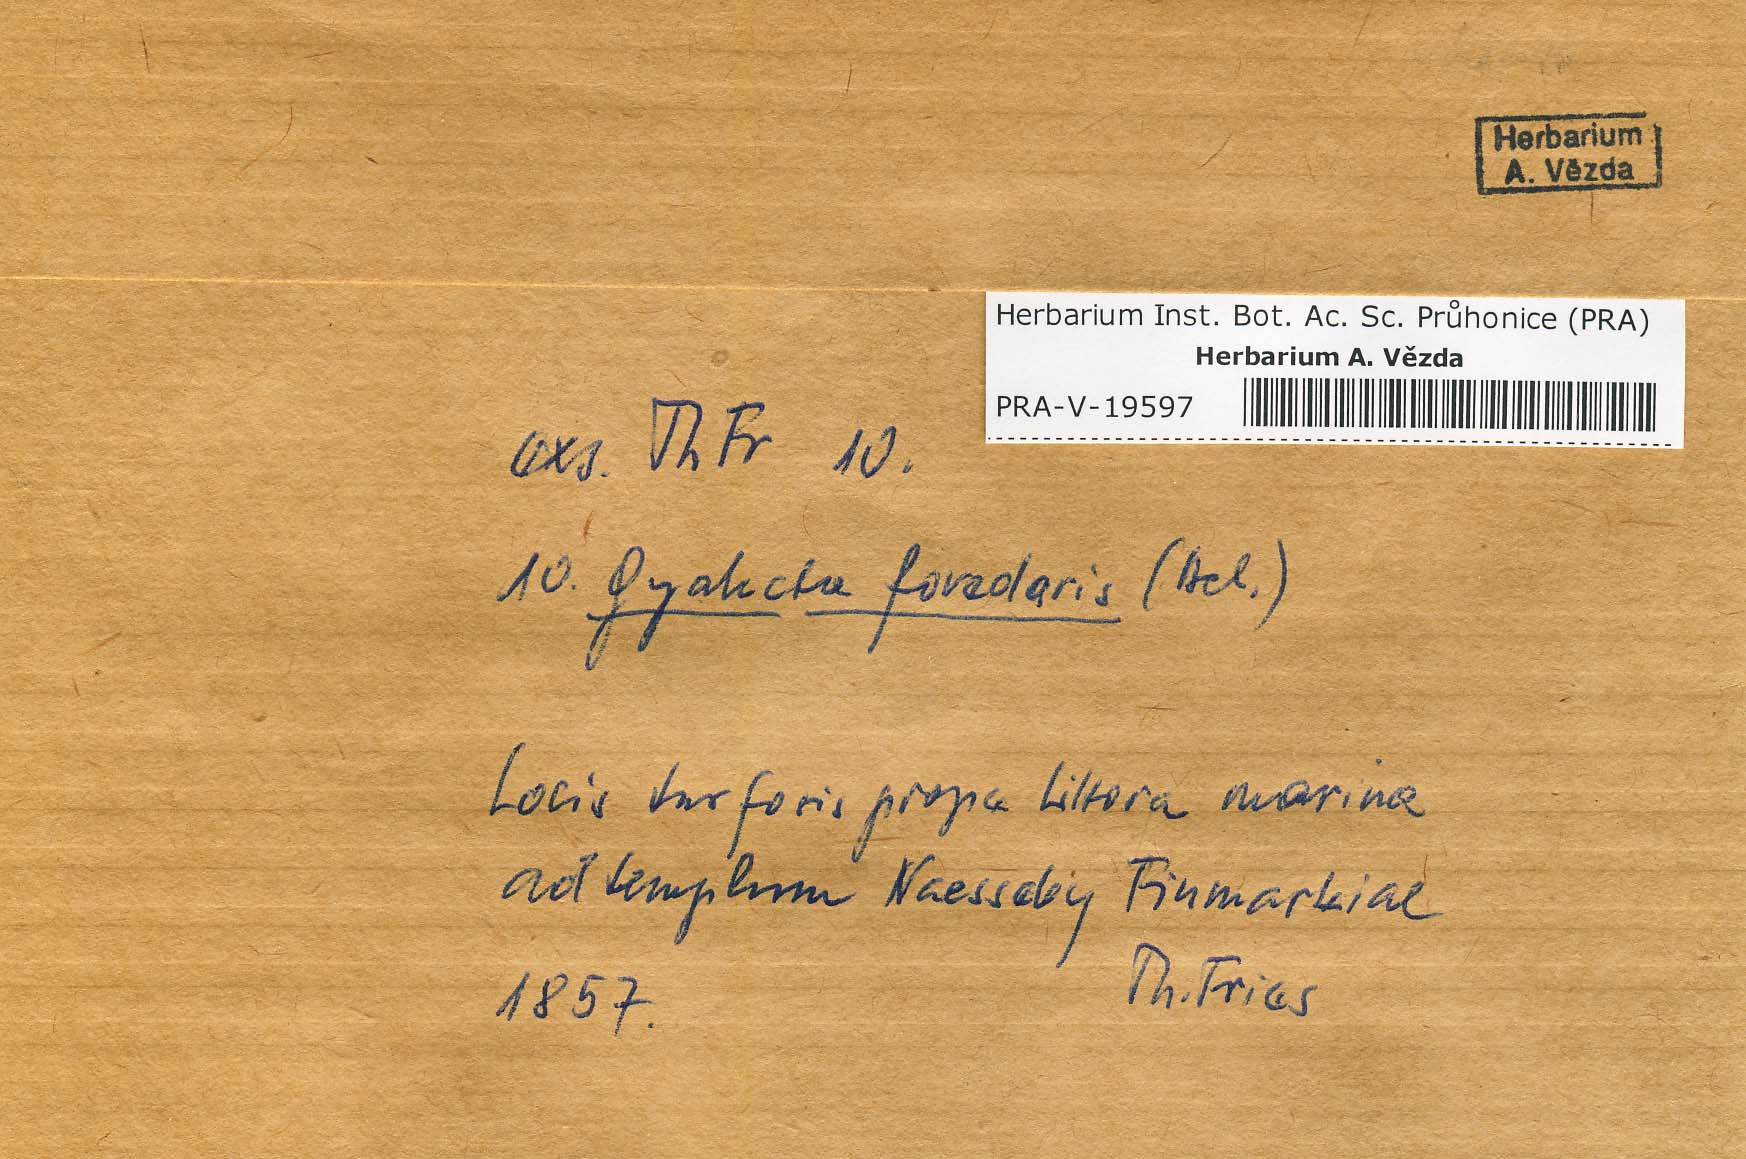 Herbarium
A. Vězda
Herbarium Inst. Bot. Ac. Sc. Průhonice (PRA)
Herbarium A. Vězda
PRA-V-19597
exs. Th Fr 10.
10. Gyalecta foveolaris (Ach.)
Locis turfosis prope littora marina
ad templum Naesseby Finmarkiae
1857. Th. Fries